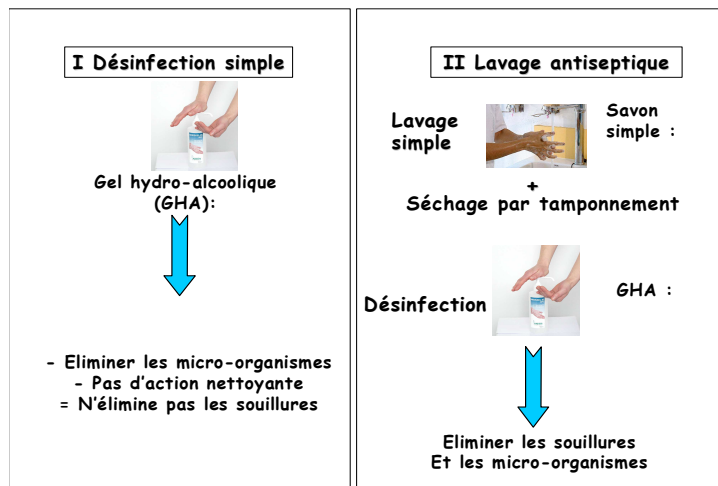 I Désinfection simple
Gel hydro-alcoolique
(GHA):
- Eliminer les micro-organismes
- Pas d'action nettoyante
= N'élimine pas les souillures
II Lavage antiseptique
Lavage
simple
Savon
simple :
+
Séchage par tamponnement
Désinfection
GHA :
Eliminer les souillures
Et les micro-organismes